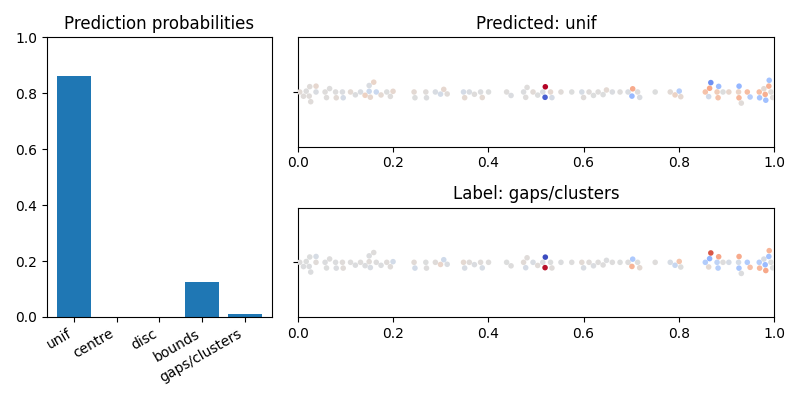 Prediction probabilities
1.0
0.8
0.6
0.4
0.2
0.0
unif
centre
disc
bounds
gaps/clusters
Predicted: unif
0.0 0.2 0.4 0.6 0.8 1.0
Label: gaps/clusters
0.0 0.2 0.4 0.6 0.8 1.0